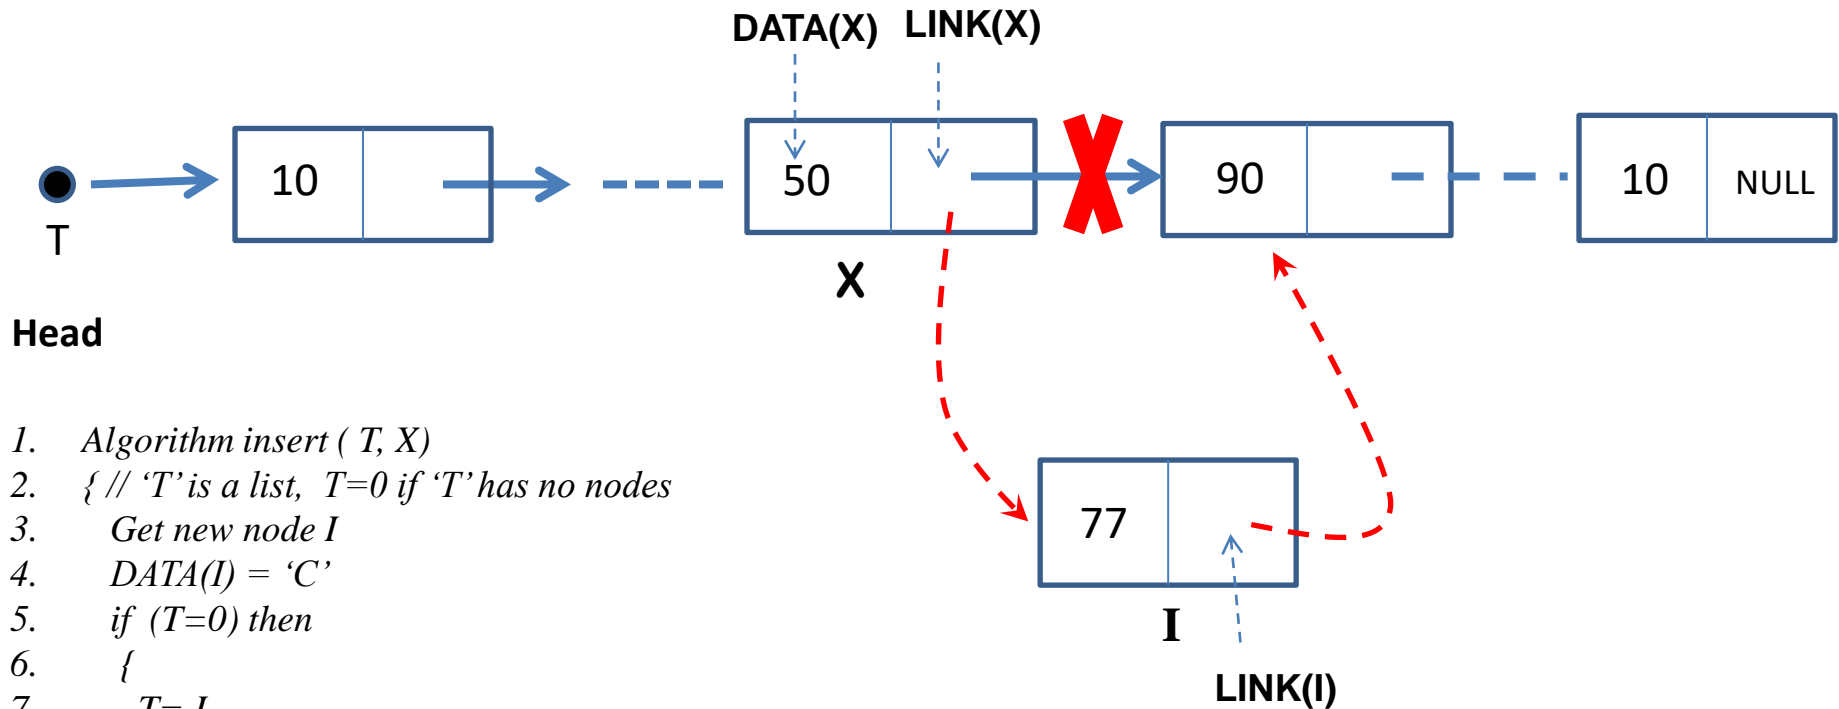 DATA(X) LINK(X)
10
50
90
10 NULL
T
X
Head
77
I
LINK(I)
1. Algorithm insert ( T, X)
2. { // ‘T’ is a list, T=0 if ‘T’ has no nodes
3. Get new node I
4. DATA(I) = ‘C’
5. if (T=0) then
6. {
7. T= I